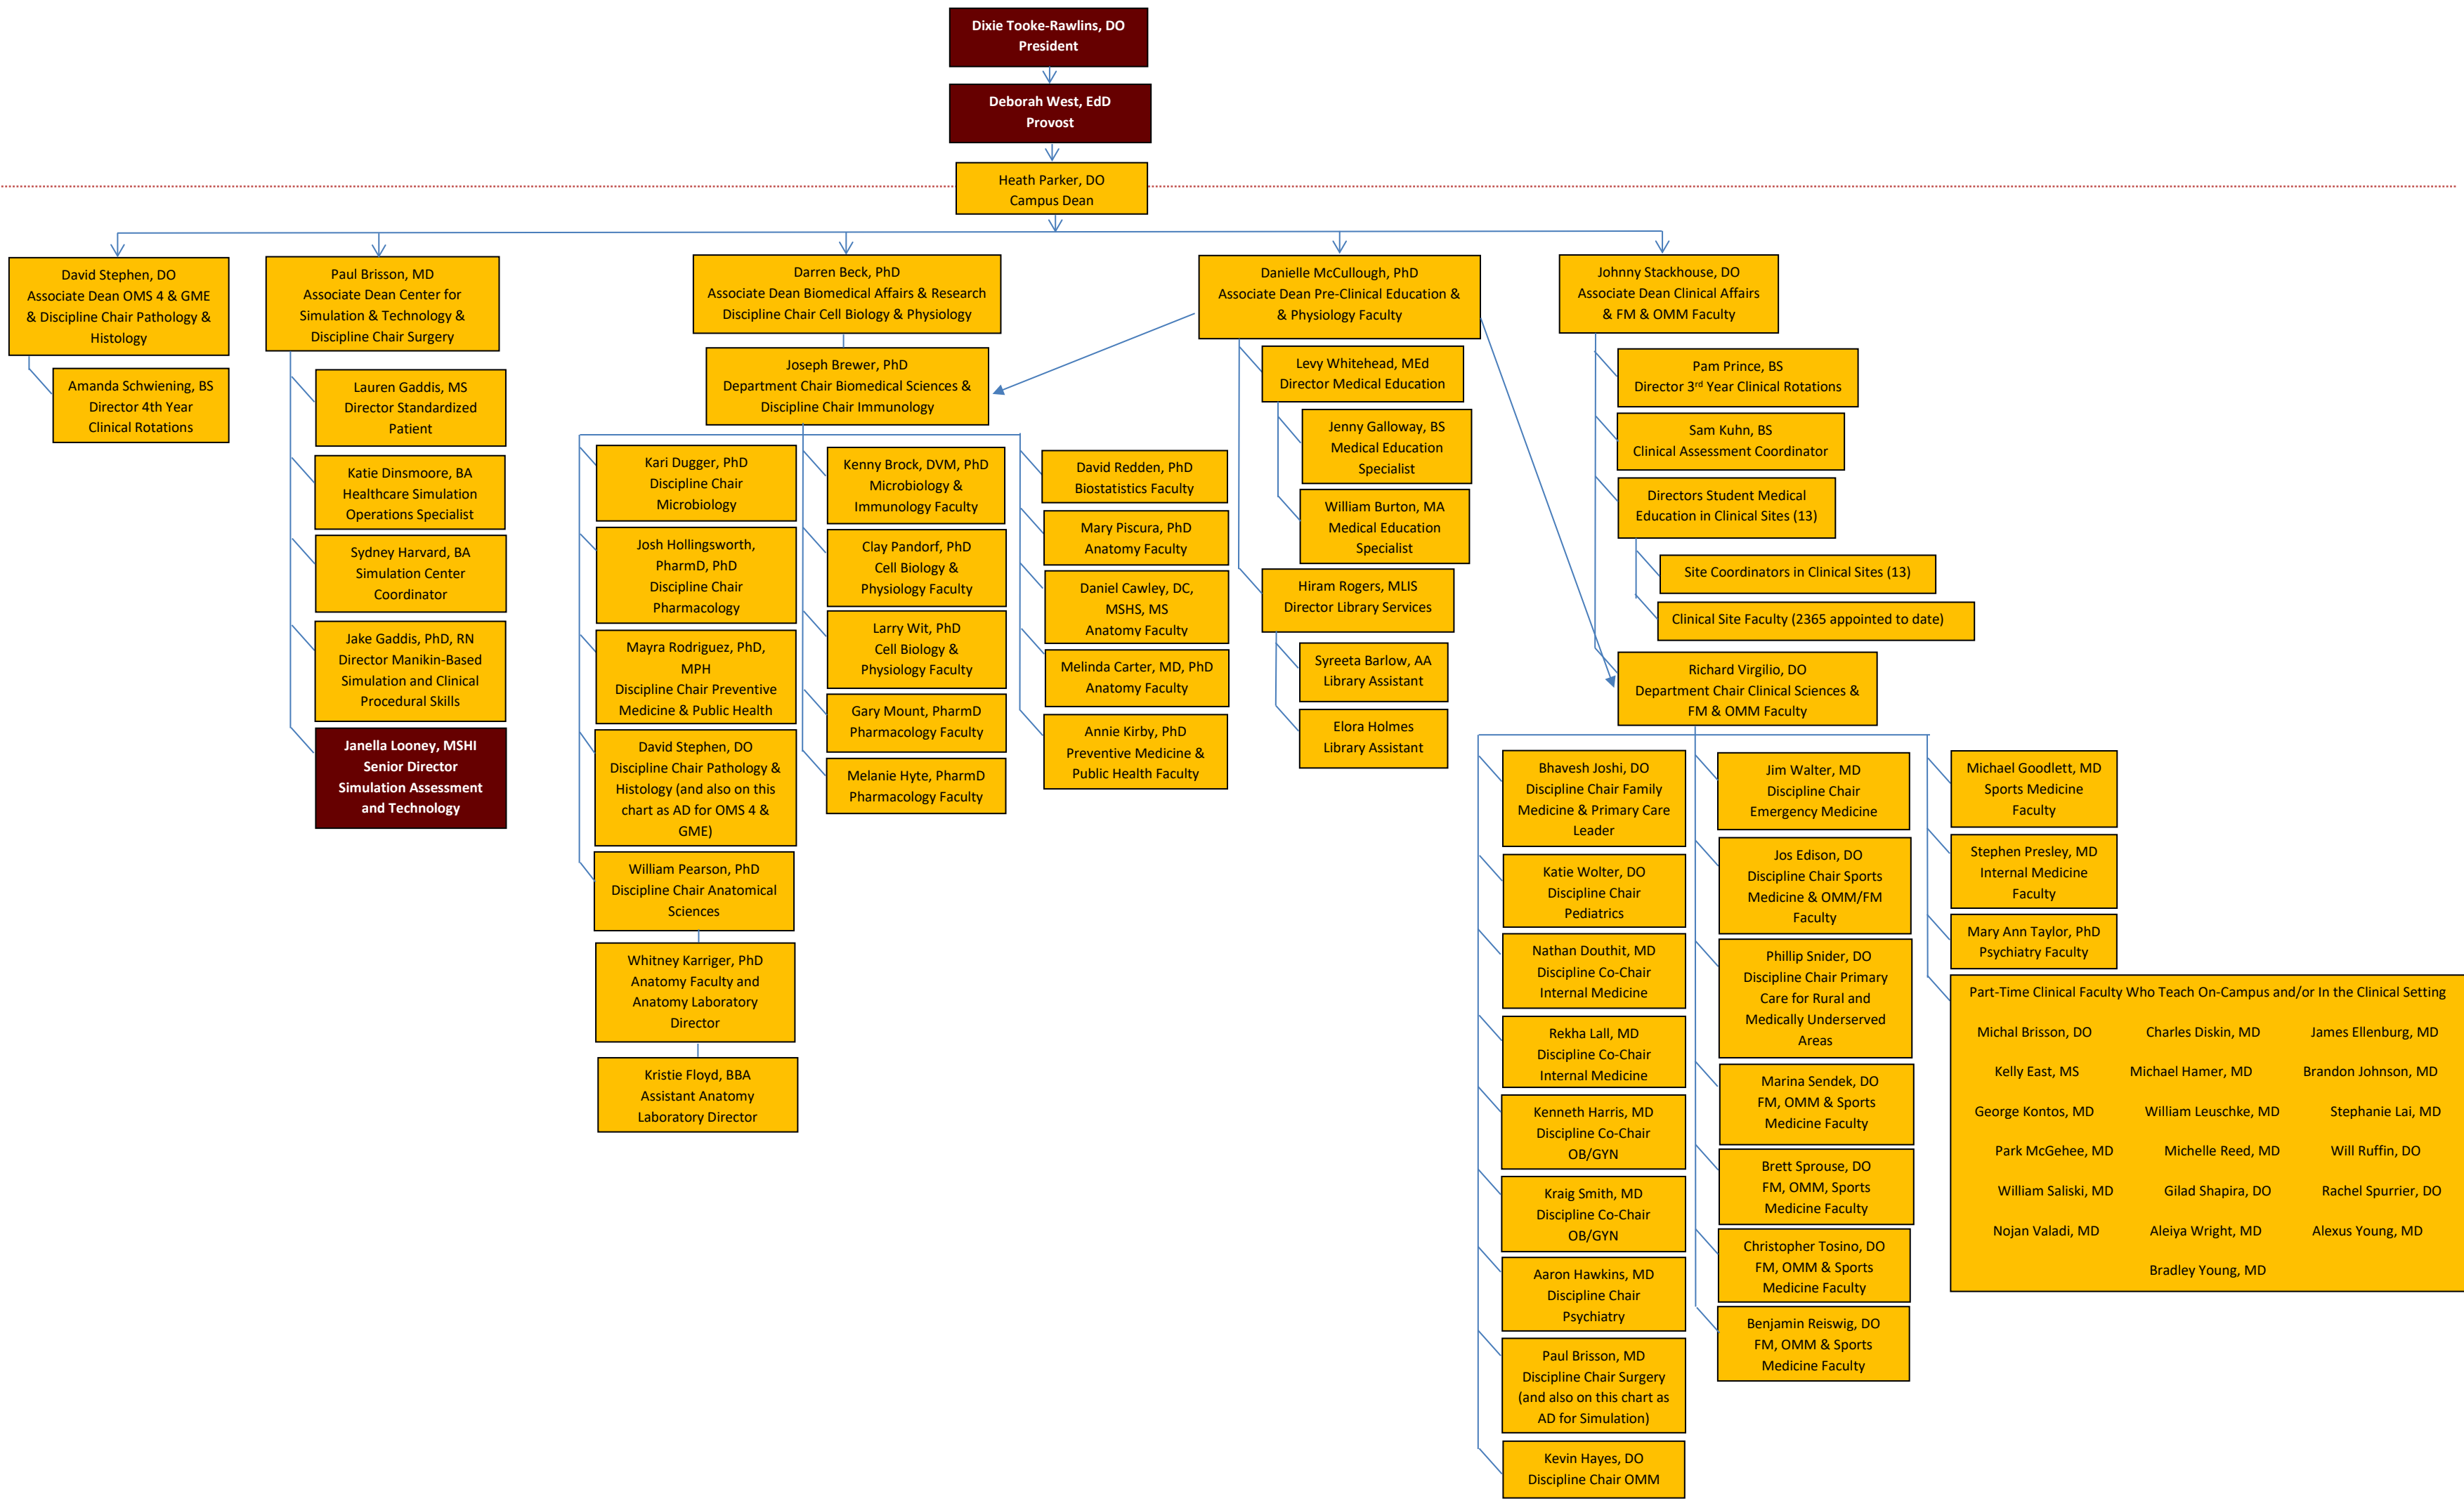 Dixie Tooke-Rawlins, DO
President
Deborah West, EdD
Provost
Heath Parker, DO
Campus Dean
David Stephen, DO
Associate Dean OMS 4 & GME
& Discipline Chair Pathology &
Histology
Amanda Schwiening, BS
Director 4th Year
Clinical Rotations
Paul Brisson, MD
Associate Dean Center for
Simulation & Technology &
Discipline Chair Surgery
Lauren Gaddis, MS
Director Standardized
Patient
Katie Dinsmoore, BA
Healthcare Simulation
Operations Specialist
Sydney Harvard, BA
Simulation Center
Coordinator
Jake Gaddis, PhD, RN
Director Manikin-Based
Simulation and Clinical
Procedural Skills
Janella Looney, MSHI
Senior Director
Simulation Assessment
and Technology
Darren Beck, PhD
Associate Dean Biomedical Affairs & Research
Discipline Chair Cell Biology & Physiology
Joseph Brewer, PhD
Department Chair Biomedical Sciences &
Discipline Chair Immunology
Kari Dugger, PhD
Discipline Chair
Microbiology
Josh Hollingsworth,
PharmD, PhD
Discipline Chair
Pharmacology
Mayra Rodriguez, PhD,
MPH
Discipline Chair Preventive
Medicine & Public Health
David Stephen, DO
Discipline Chair Pathology &
Histology (and also on this
chart as AD for OMS 4 &
GME)
William Pearson, PhD
Discipline Chair Anatomical
Sciences
Whitney Karriger, PhD
Anatomy Faculty and
Anatomy Laboratory
Director
Kristie Floyd, BBA
Assistant Anatomy
Laboratory Director
Kenny Brock, DVM, PhD
Microbiology &
Immunology Faculty
Clay Pandorf, PhD
Cell Biology &
Physiology Faculty
Larry Wit, PhD
Cell Biology &
Physiology Faculty
Gary Mount, PharmD
Pharmacology Faculty
Melanie Hyte, PharmD
Pharmacology Faculty
David Redden, PhD
Biostatistics Faculty
Mary Piscura, PhD
Anatomy Faculty
Daniel Cawley, DC,
MSHS, MS
Anatomy Faculty
Melinda Carter, MD, PhD
Anatomy Faculty
Annie Kirby, PhD
Preventive Medicine &
Public Health Faculty
Danielle McCullough, PhD
Associate Dean Pre-Clinical Education &
& Physiology Faculty
Levy Whitehead, MEd
Director Medical Education
Jenny Galloway, BS
Medical Education
Specialist
William Burton, MA
Medical Education
Specialist
Hiram Rogers, MLIS
Director Library Services
Syreeta Barlow, AA
Library Assistant
Elora Holmes
Library Assistant
Johnny Stackhouse, DO
Associate Dean Clinical Affairs
& FM & OMM Faculty
Pam Prince, BS
Director 3rd Year Clinical Rotations
Sam Kuhn, BS
Clinical Assessment Coordinator
Directors Student Medical
Education in Clinical Sites (13)
Site Coordinators in Clinical Sites (13)
Clinical Site Faculty (2365 appointed to date)
Richard Virgilio, DO
Department Chair Clinical Sciences &
FM & OMM Faculty
Bhavesh Joshi, DO
Discipline Chair Family
Medicine & Primary Care
Leader
Katie Wolter, DO
Discipline Chair
Pediatrics
Nathan Douthit, MD
Discipline Co-Chair
Internal Medicine
Rekha Lall, MD
Discipline Co-Chair
Internal Medicine
Kenneth Harris, MD
Discipline Co-Chair
OB/GYN
Kraig Smith, MD
Discipline Co-Chair
OB/GYN
Aaron Hawkins, MD
Discipline Chair
Psychiatry
Paul Brisson, MD
Discipline Chair Surgery
(and also on this chart as
AD for Simulation)
Kevin Hayes, DO
Discipline Chair OMM
Jim Walter, MD
Discipline Chair
Emergency Medicine
Jos Edison, DO
Discipline Chair Sports
Medicine & OMM/FM
Faculty
Phillip Snider, DO
Discipline Chair Primary
Care for Rural and
Medically Underserved
Areas
Marina Sendek, DO
FM, OMM & Sports
Medicine Faculty
Brett Sprouse, DO
FM, OMM, Sports
Medicine Faculty
Christopher Tosino, DO
FM, OMM & Sports
Medicine Faculty
Benjamin Reiswig, DO
FM, OMM & Sports
Medicine Faculty
Michael Goodlett, MD
Sports Medicine
Faculty
Stephen Presley, MD
Internal Medicine
Faculty
Mary Ann Taylor, PhD
Psychiatry Faculty
Part-Time Clinical Faculty Who Teach On-Campus and/or In the Clinical Setting
Michal Brisson, DO Charles Diskin, MD James Ellenburg, MD
Kelly East, MS Michael Hamer, MD Brandon Johnson, MD
George Kontos, MD William Leuschke, MD Stephanie Lai, MD
Park McGehee, MD Michelle Reed, MD Will Ruffin, DO
William Saliski, MD Gilad Shapira, DO Rachel Spurrier, DO
Nojan Valadi, MD Aleiya Wright, MD Alexus Young, MD
Bradley Young, MD